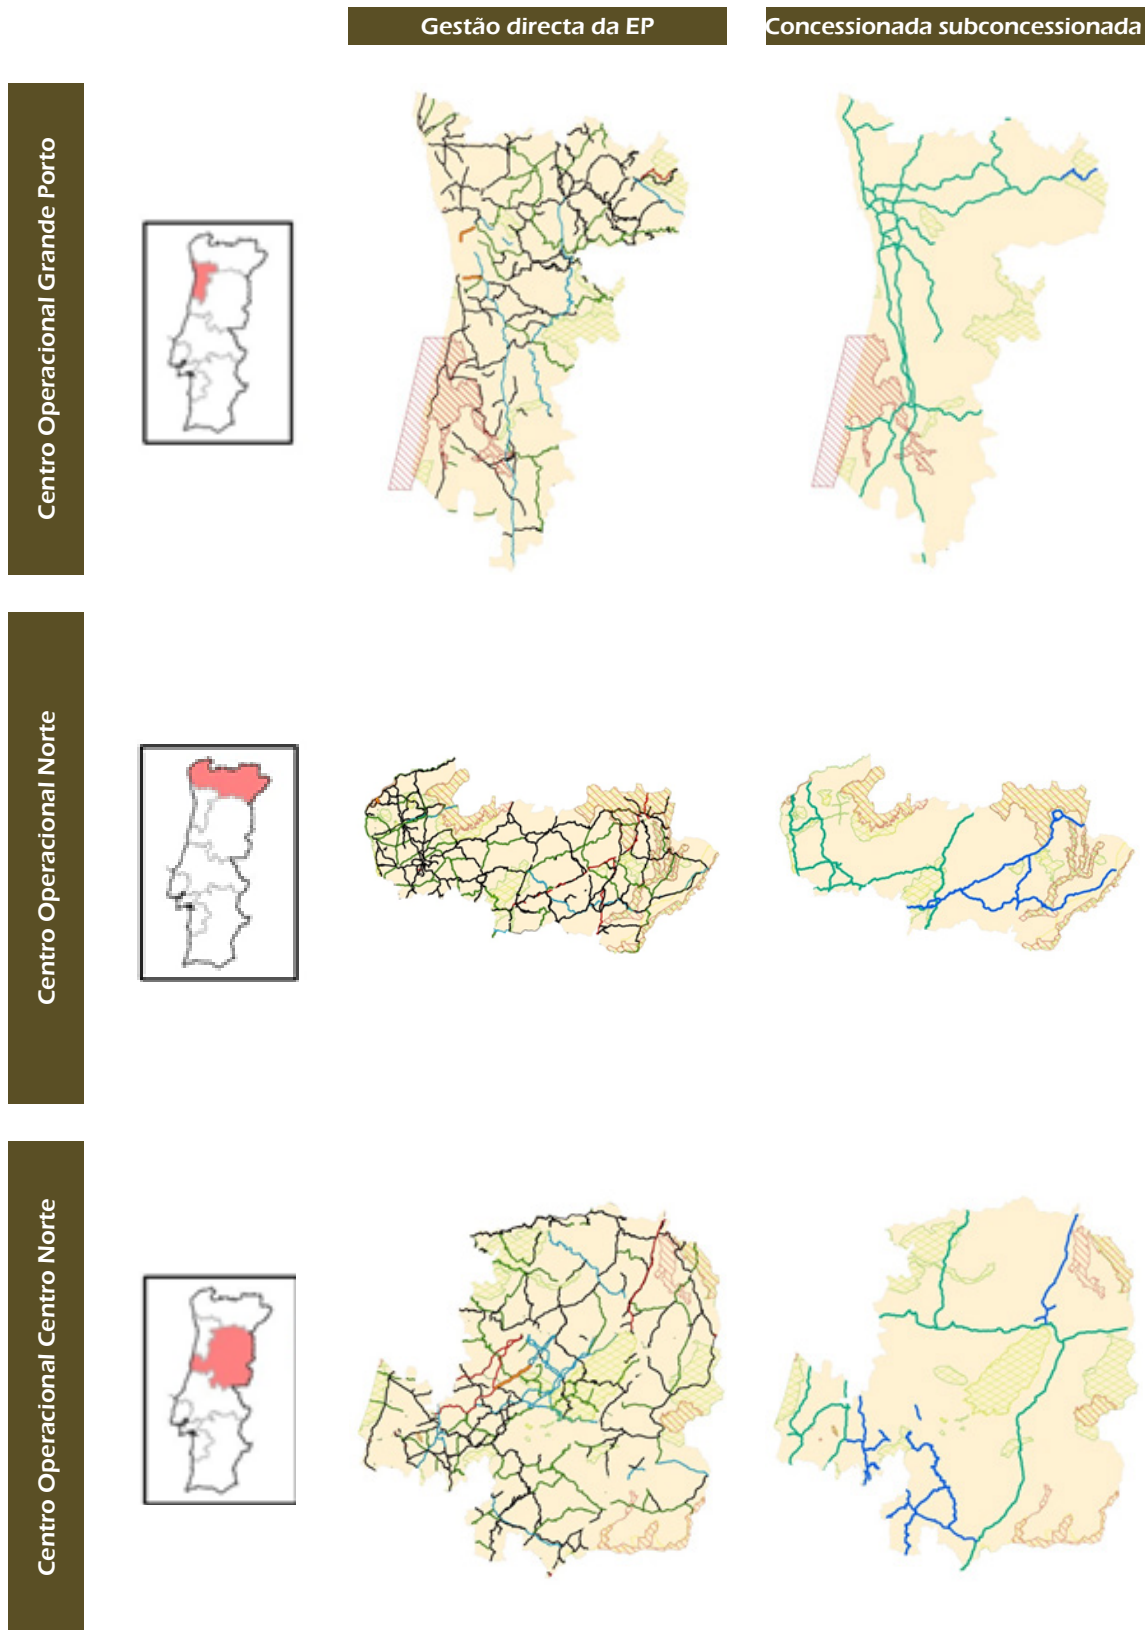 Gestão directa da EP
Concessionada subconcessionada
Centro Operacional Grande Porto
Centro Operacional Norte
Centro Operacional Centro Norte